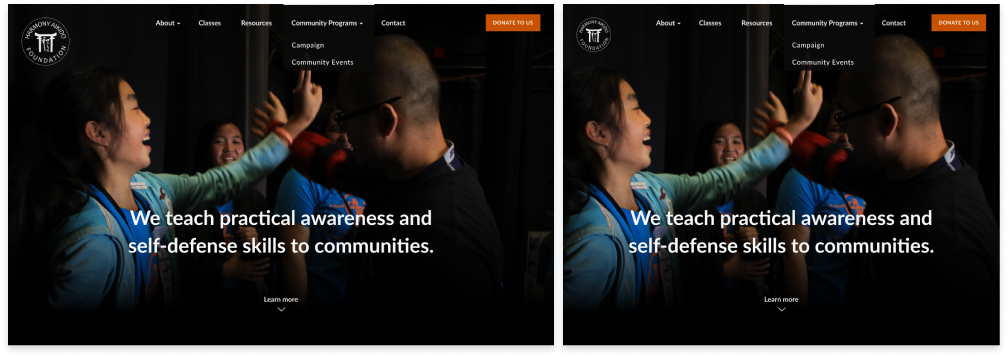 HARMONY AIKIDO
FOUNDATION
About
Classes
Resources
Community Programs
Contact
DONATE TO US
Campaign
Community Events
We teach practical awareness and
self-defense skills to communities.
Learn more
HARMONY AIKIDO
FOUNDATION
About
Classes
Resources
Community Programs
Contact
DONATE TO US
Campaign
Community Events
We teach practical awareness and
self-defense skills to communities.
Learn more